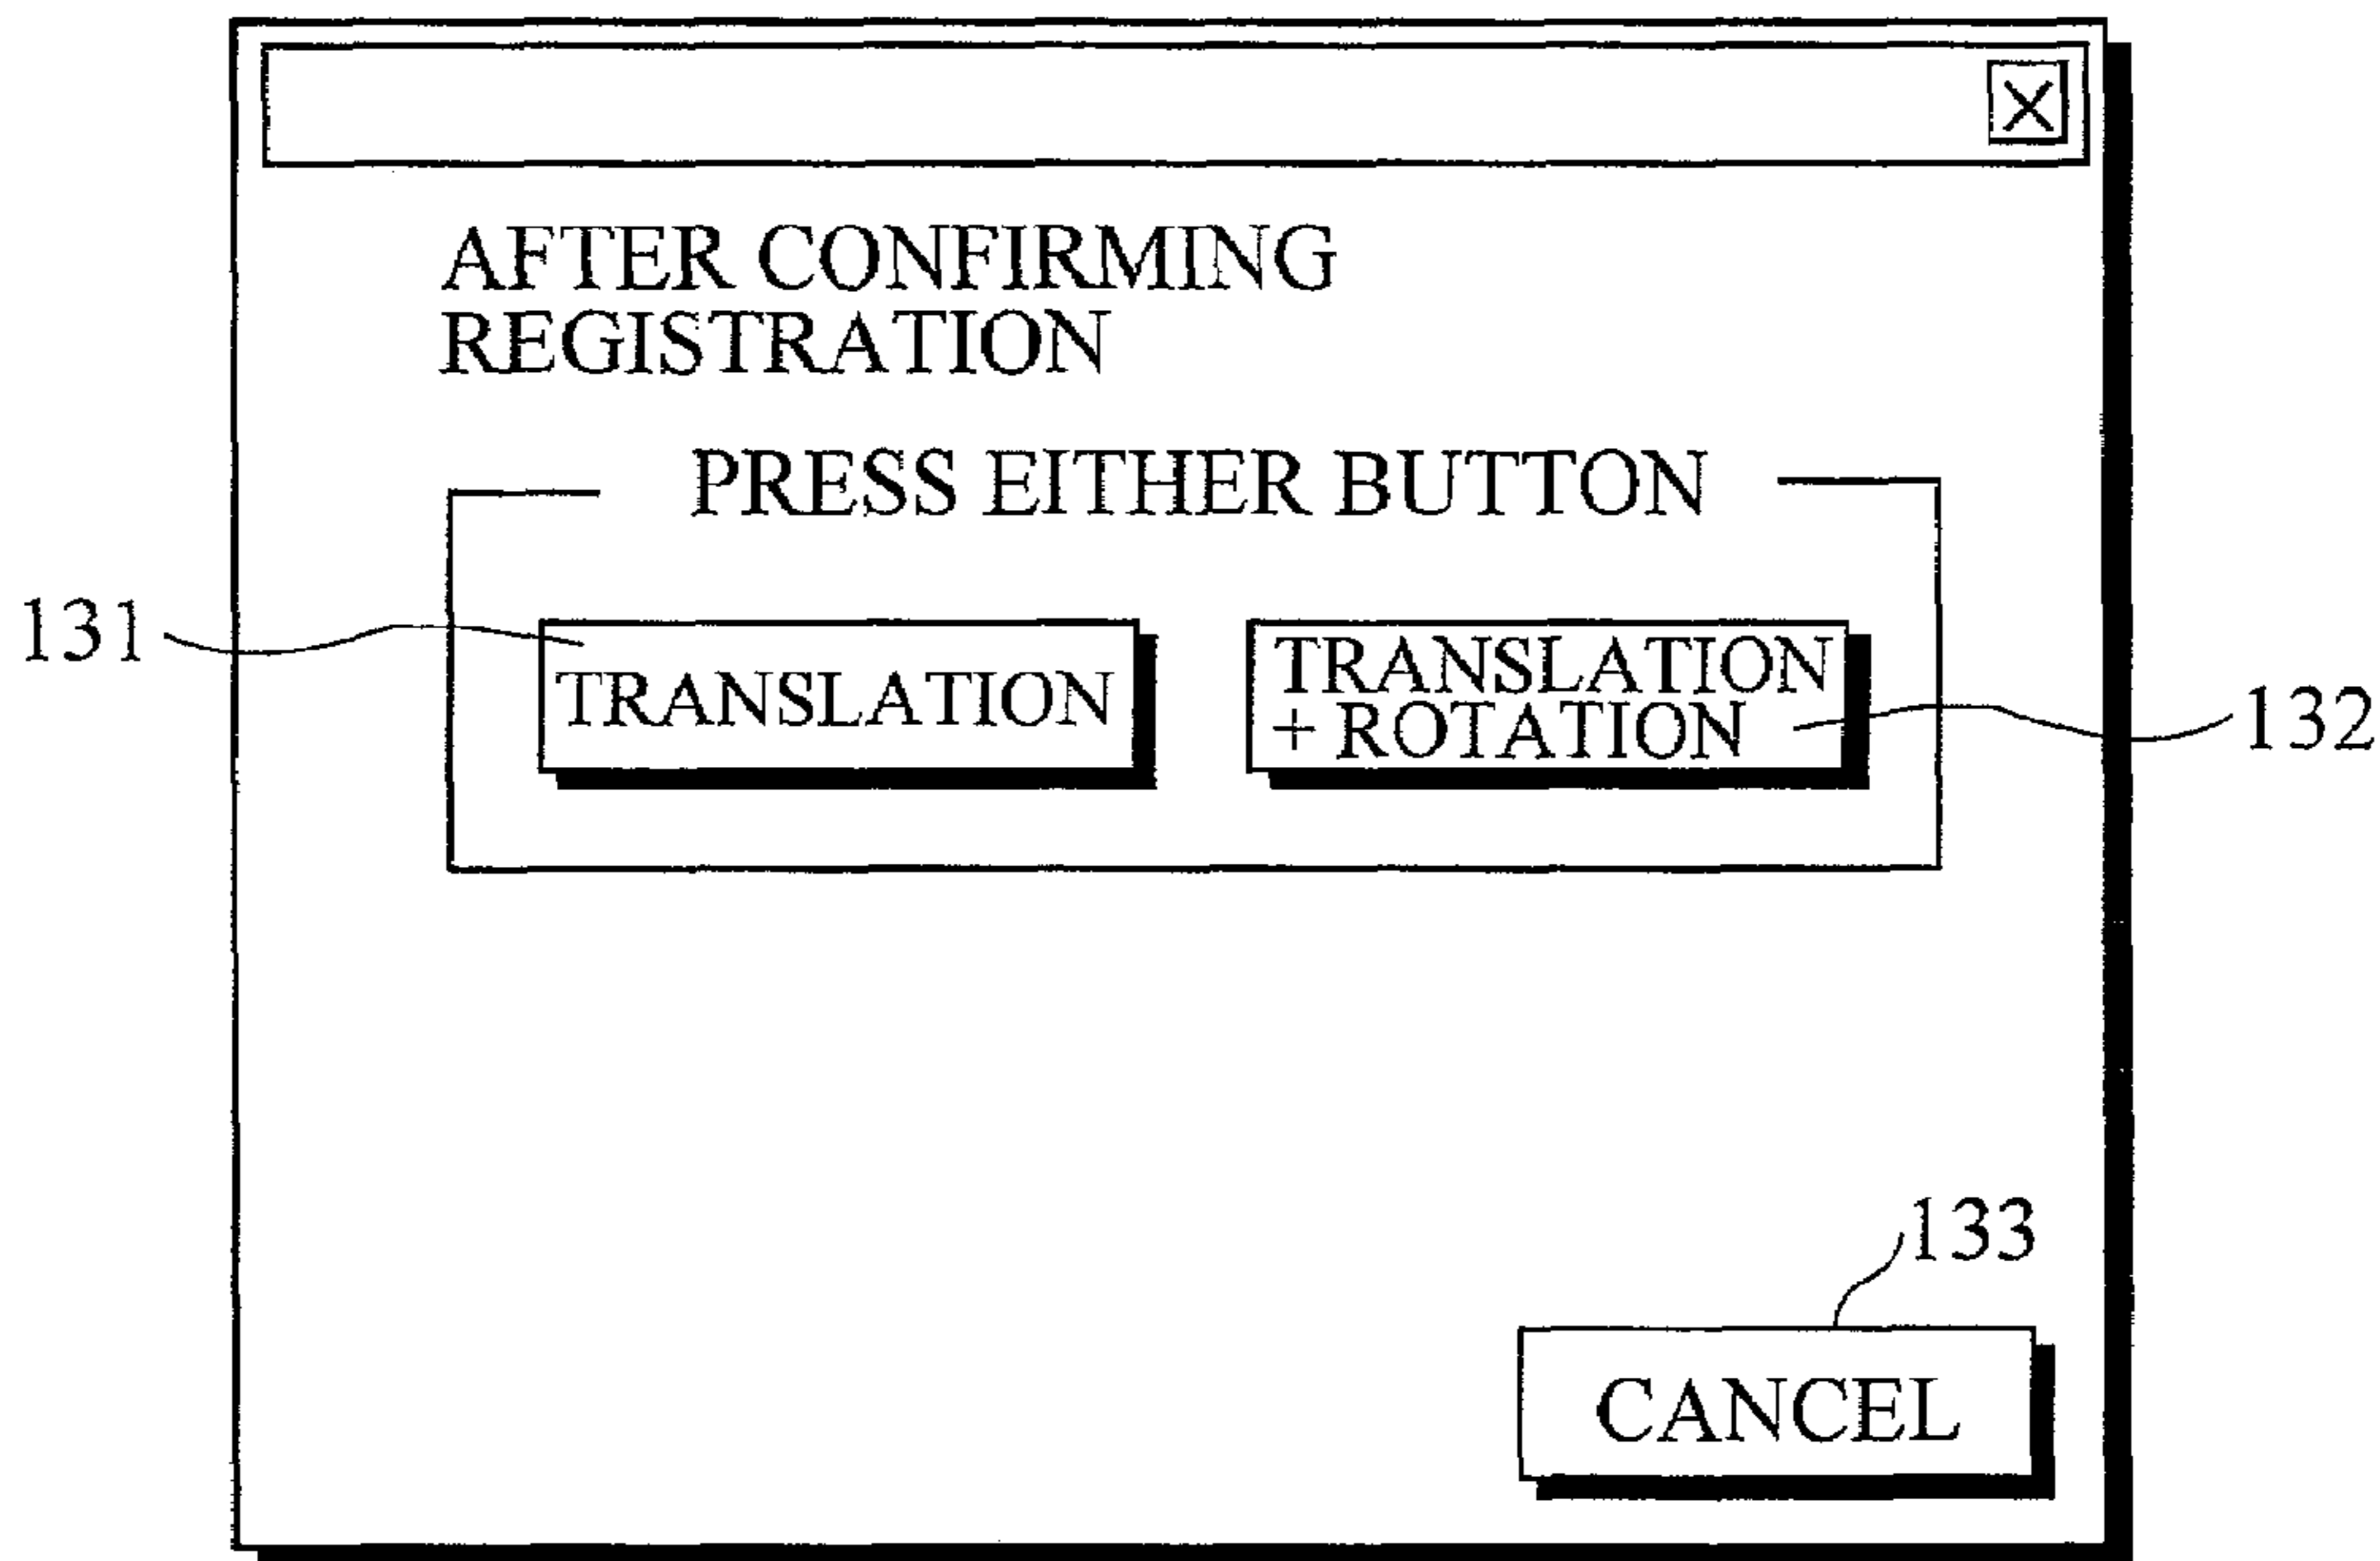 AFTER CONFIRMING
REGISTRATION
PRESS EITHER BUTTON
131
TRANSLATION
TRANSLATION
+ ROTATION
132
133
CANCEL